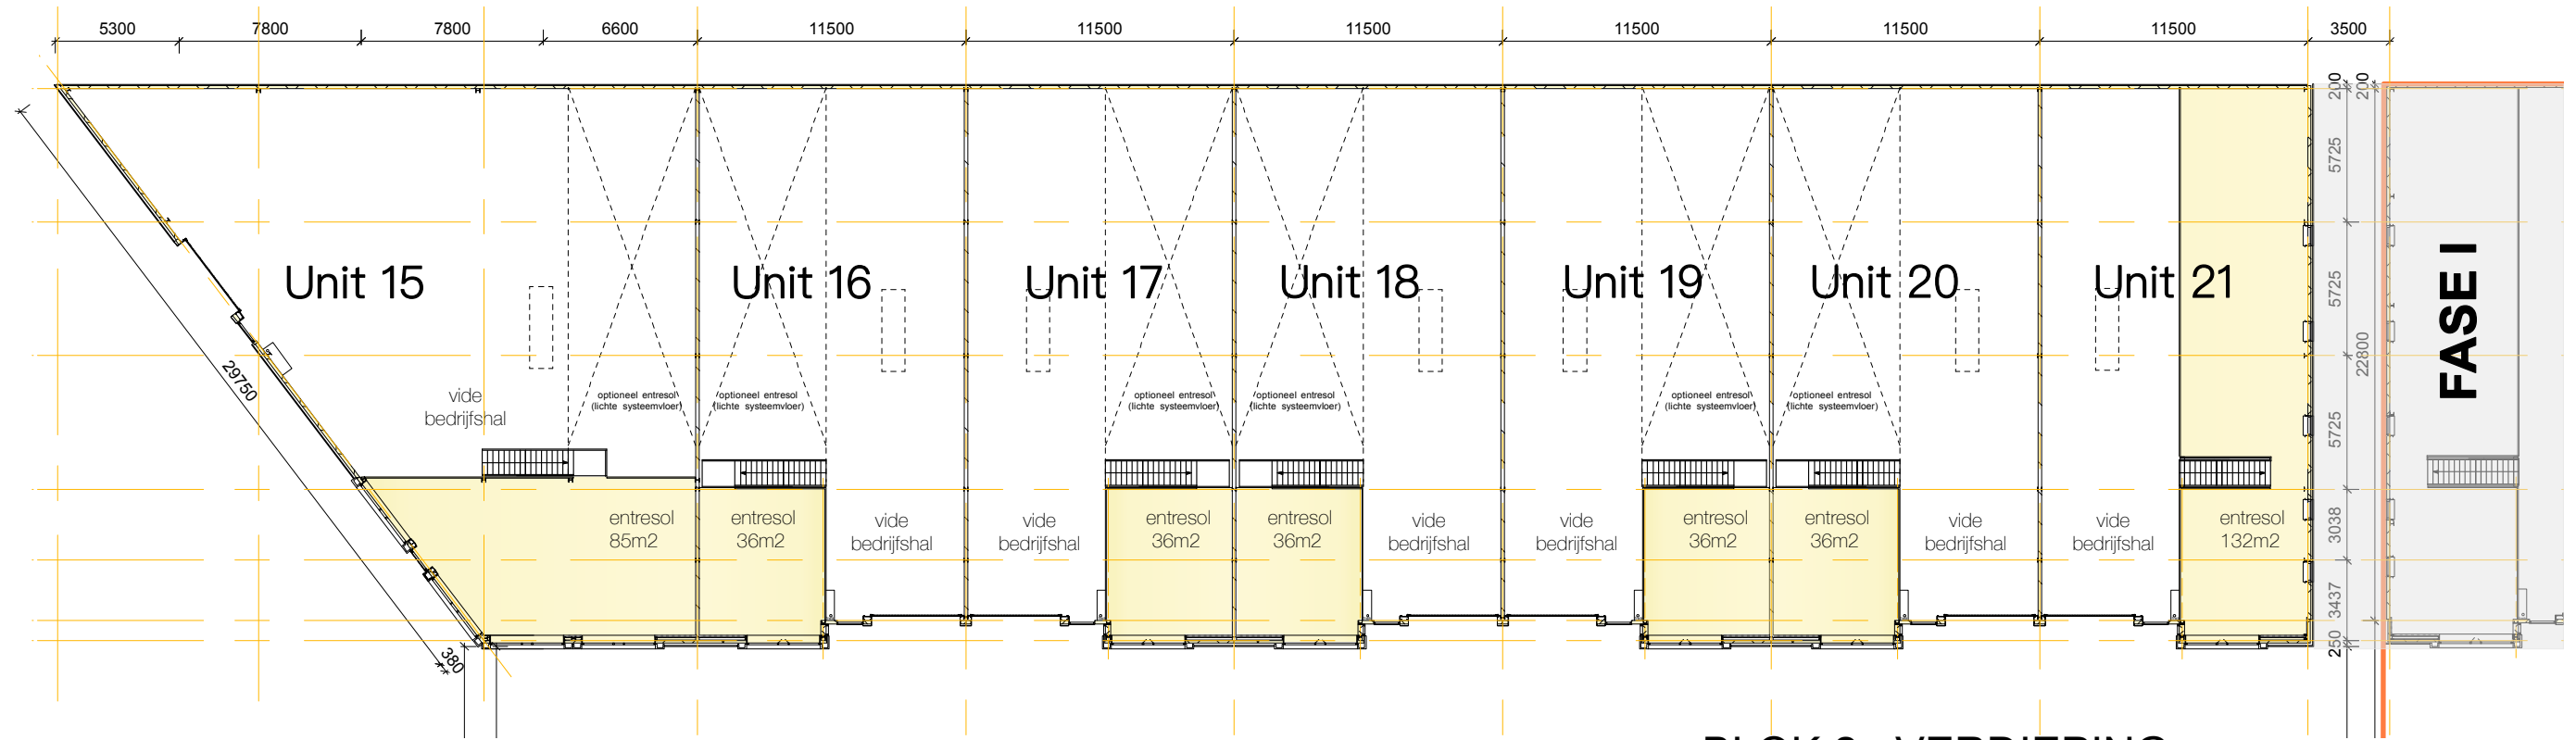 5300 7800 7800 6600 11500 11500 11500 11500 11500 11500 3500
200 200
5725
Unit 15 Unit 16 Unit 17 Unit 18 Unit 19 Unit 20 Unit 21
5725
FASE I
22800
29750
vide
bedrijfshal
optioneel entresol
(lichte systeemvloer)
optioneel entresol
(lichte systeemvloer)
optioneel entresol
(lichte systeemvloer)
optioneel entresol
(lichte systeemvloer)
optioneel entresol
(lichte systeemvloer)
optioneel entresol
(lichte systeemvloer)
5725
entresol
85m2
entresol
36m2
vide
bedrijfshal
vide
bedrijfshal
entresol
36m2
entresol
36m2
vide
bedrijfshal
vide
bedrijfshal
entresol
36m2
entresol
36m2
vide
bedrijfshal
vide
bedrijfshal
entresol
132m2
3038
3437
250
380